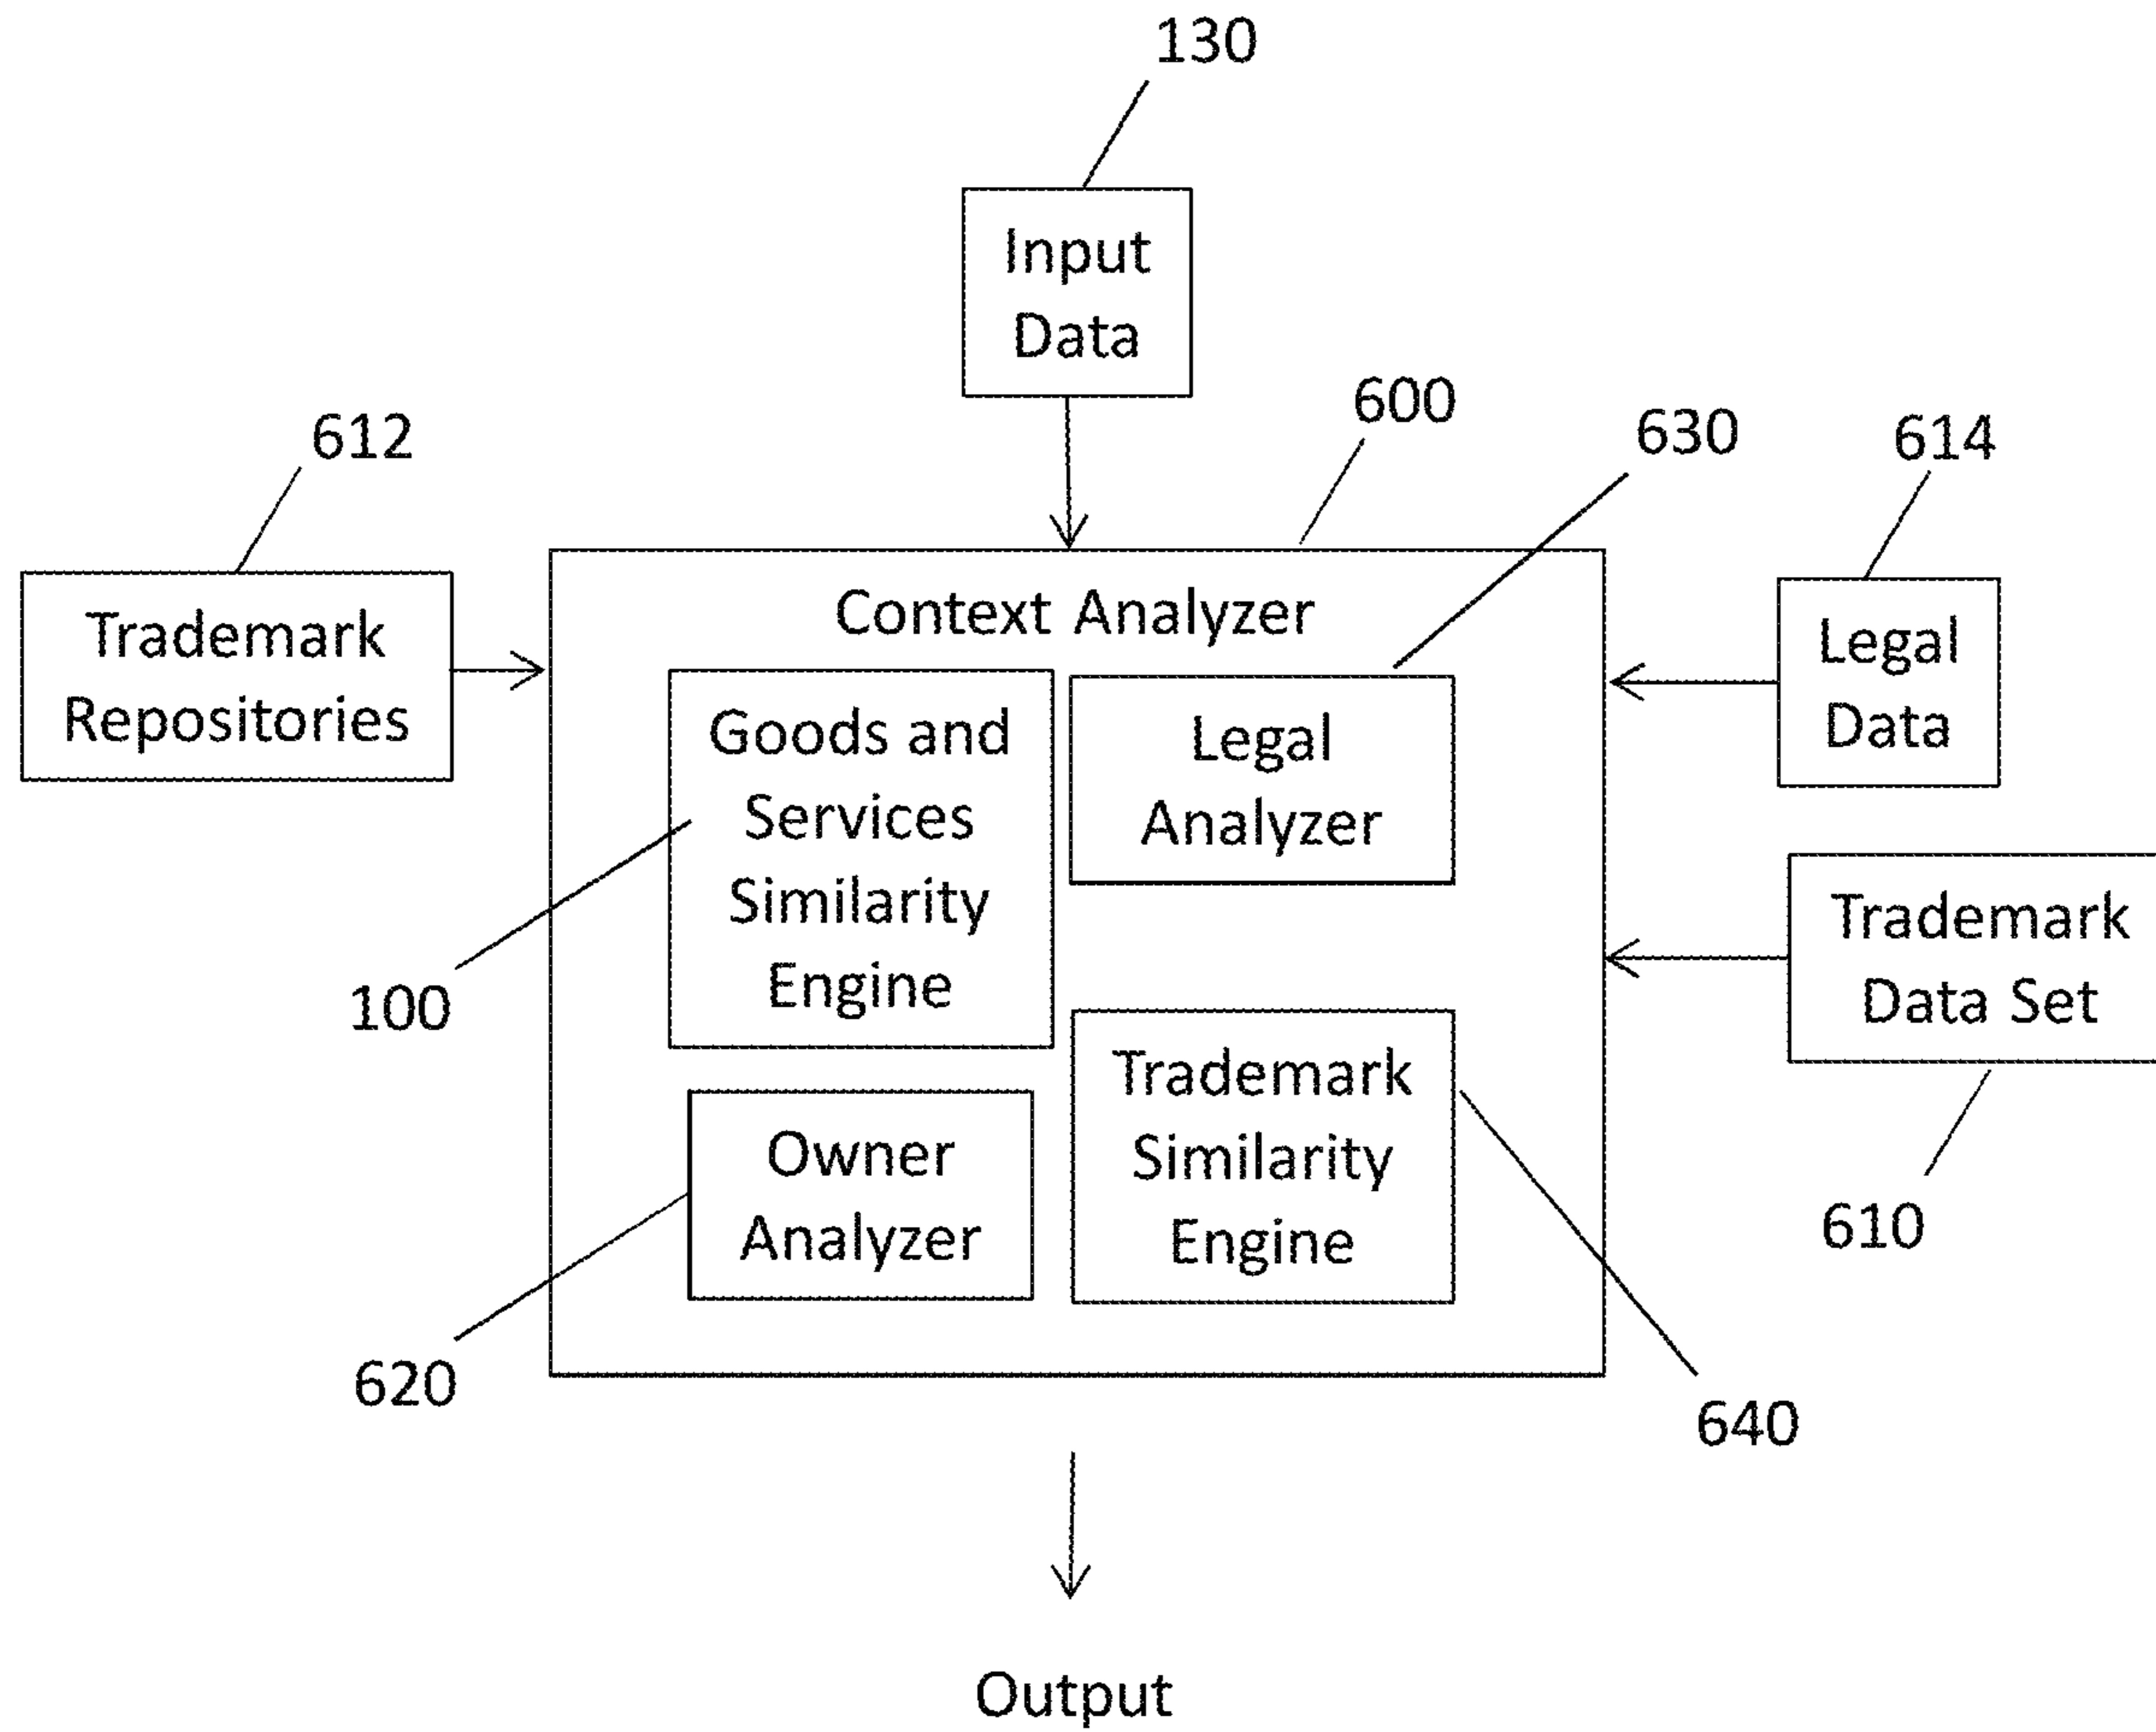 130
Input
Data
600
630
612
614
Trademark
Repositories
Context Analyzer
Legal
Data
Goods and
Services
Similarity
Engine
100
Legal
Analyzer
Trademark
Data Set
610
Owner
Analyzer
620
Trademark
Similarity
Engine
640
Output